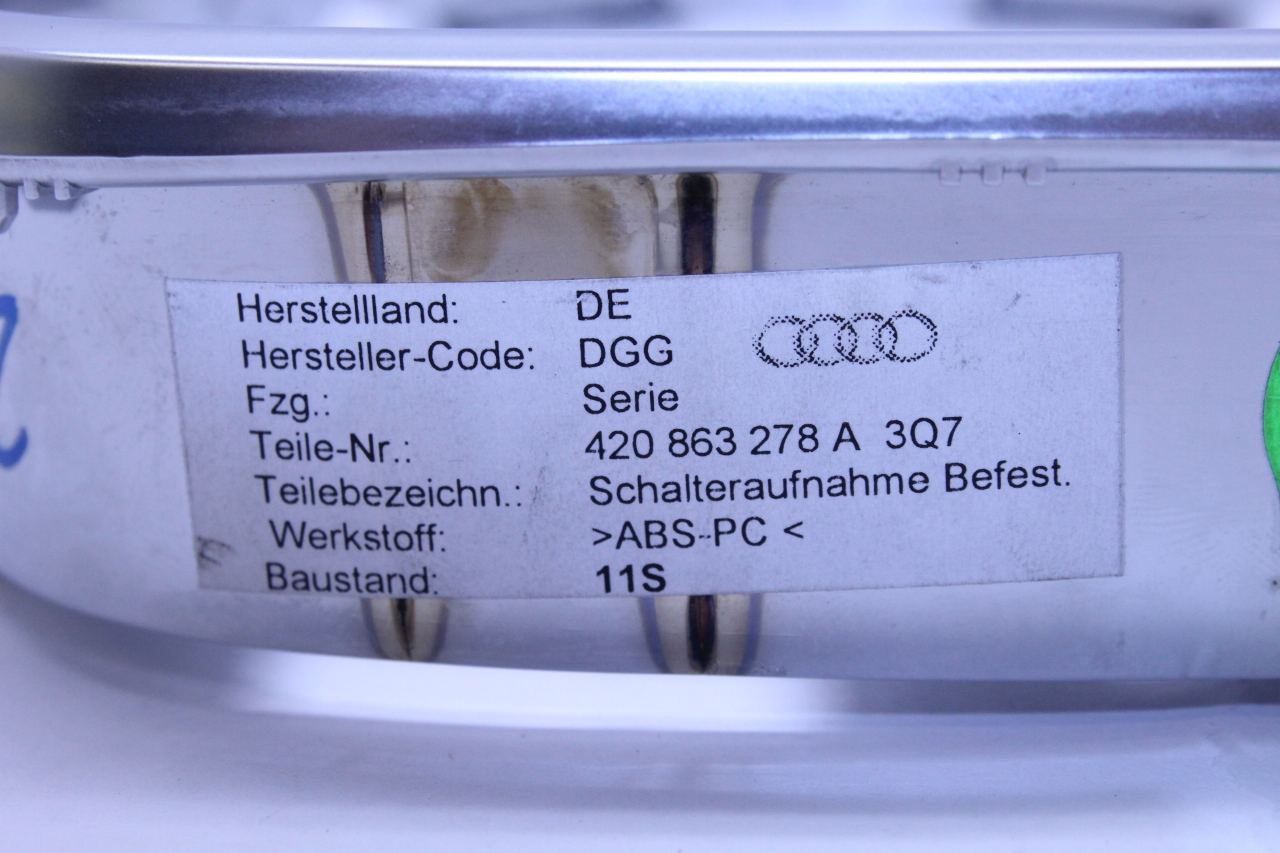 Herstellland: DE
Hersteller-Code: DGG
Fzg.: Serie
Teile-Nr.: 420 863 278 A 3Q7
Teilebezeichn.: Schalteraufnahme Befest.
Werkstoff: >ABS-PC <
Baustand: 11S